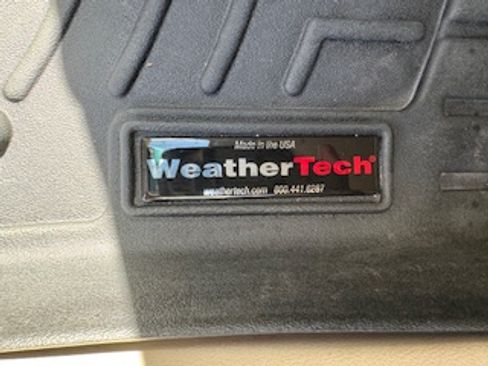 Made in the USA
WeatherTech®
weathertech.com 800.441.6287